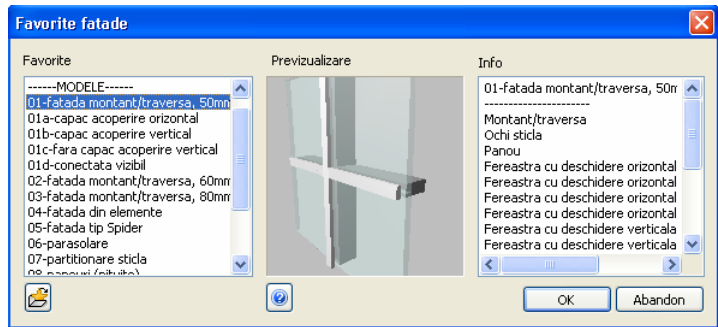 Favorite fatade
Favorite
------MODELE------
01-fatada montant/traversa, 50mm
01a-capac acoperire orizontal
01b-capac acoperire vertical
01c-fara capac acoperire vertical
01d-conectata vizibil
02-fatada montant/traversa, 60mm
03-fatada montant/traversa, 80mm
04-fatada din elemente
05-fatada tip Spider
06-parasolare
07-partitionare sticla
08-panouri (nituite)
Previzualizare
Info
01-fatada montant/traversa, 50m
----------------------
Montant/traversa
Ochi sticla
Panou
Fereastra cu deschidere orizontal
Fereastra cu deschidere orizontal
Fereastra cu deschidere orizontal
Fereastra cu deschidere orizontal
Fereastra cu deschidere verticala
Fereastra cu deschidere verticala
OK
Abandon